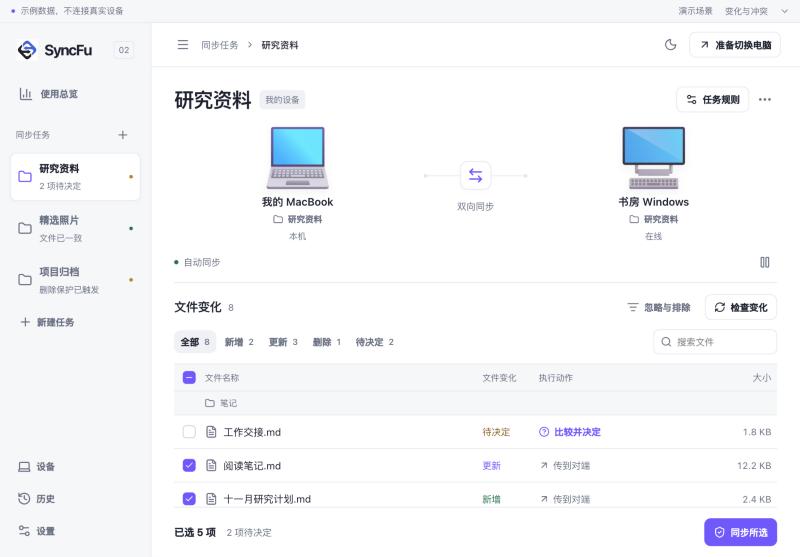 示例数据，不连接真实设备
演示场景 变化与冲突
SyncFu 02
同步任务 研究资料
准备切换电脑
使用总览
同步任务
研究资料
2 项待决定
精选照片
文件已一致
项目归档
删除保护已触发
新建任务
设备
历史
设置
研究资料 我的设备
任务规则
我的 MacBook
研究资料
本机
双向同步
书房 Windows
研究资料
在线
自动同步
文件变化 8
忽略与排除
检查变化
全部 8 新增 2 更新 3 删除 1 待决定 2
搜索文件
文件名称 文件变化 执行动作 大小
笔记
工作交接.md 待决定 比较并决定 1.8 KB
阅读笔记.md 更新 传到对端 12.2 KB
十一月研究计划.md 新增 传到对端 2.4 KB
已选 5 项 2 项待决定
同步所选